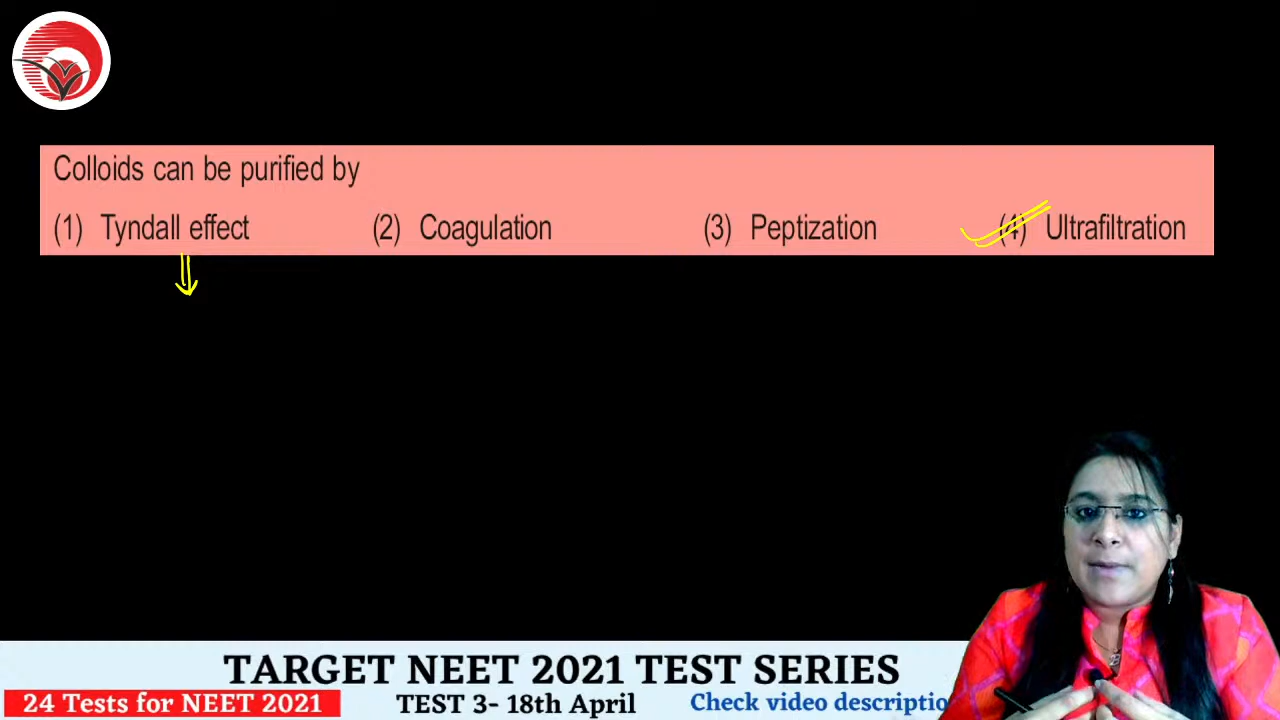 Colloids can be purified by
(1) Tyndall effect (2) Coagulation (3) Peptization (4) Ultrafiltration
TARGET NEET 2021 TEST SERIES
24 Tests for NEET 2021 TEST 3- 18th April Check video descriptio